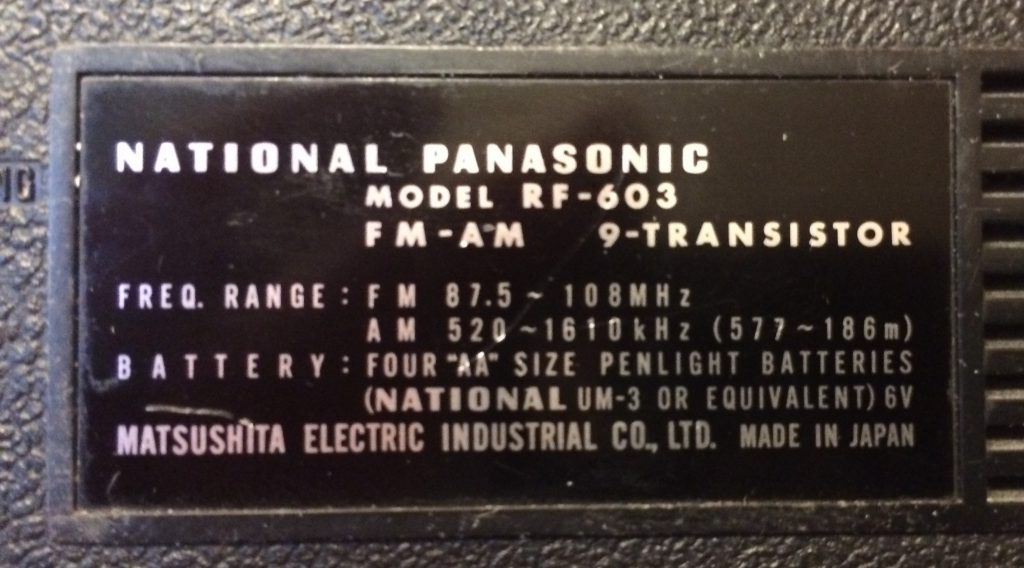 NATIONAL PANASONIC
MODEL RF-603
FM-AM 9-TRANSISTOR
FREQ. RANGE: FM 87.5 ~ 108MHz
AM 520~1610kHz (577~186m)
BATTERY: FOUR "AA" SIZE PENLIGHT BATTERIES
(NATIONAL UM-3 OR EQUIVALENT) 6V
MATSUSHITA ELECTRIC INDUSTRIAL CO., LTD. MADE IN JAPAN